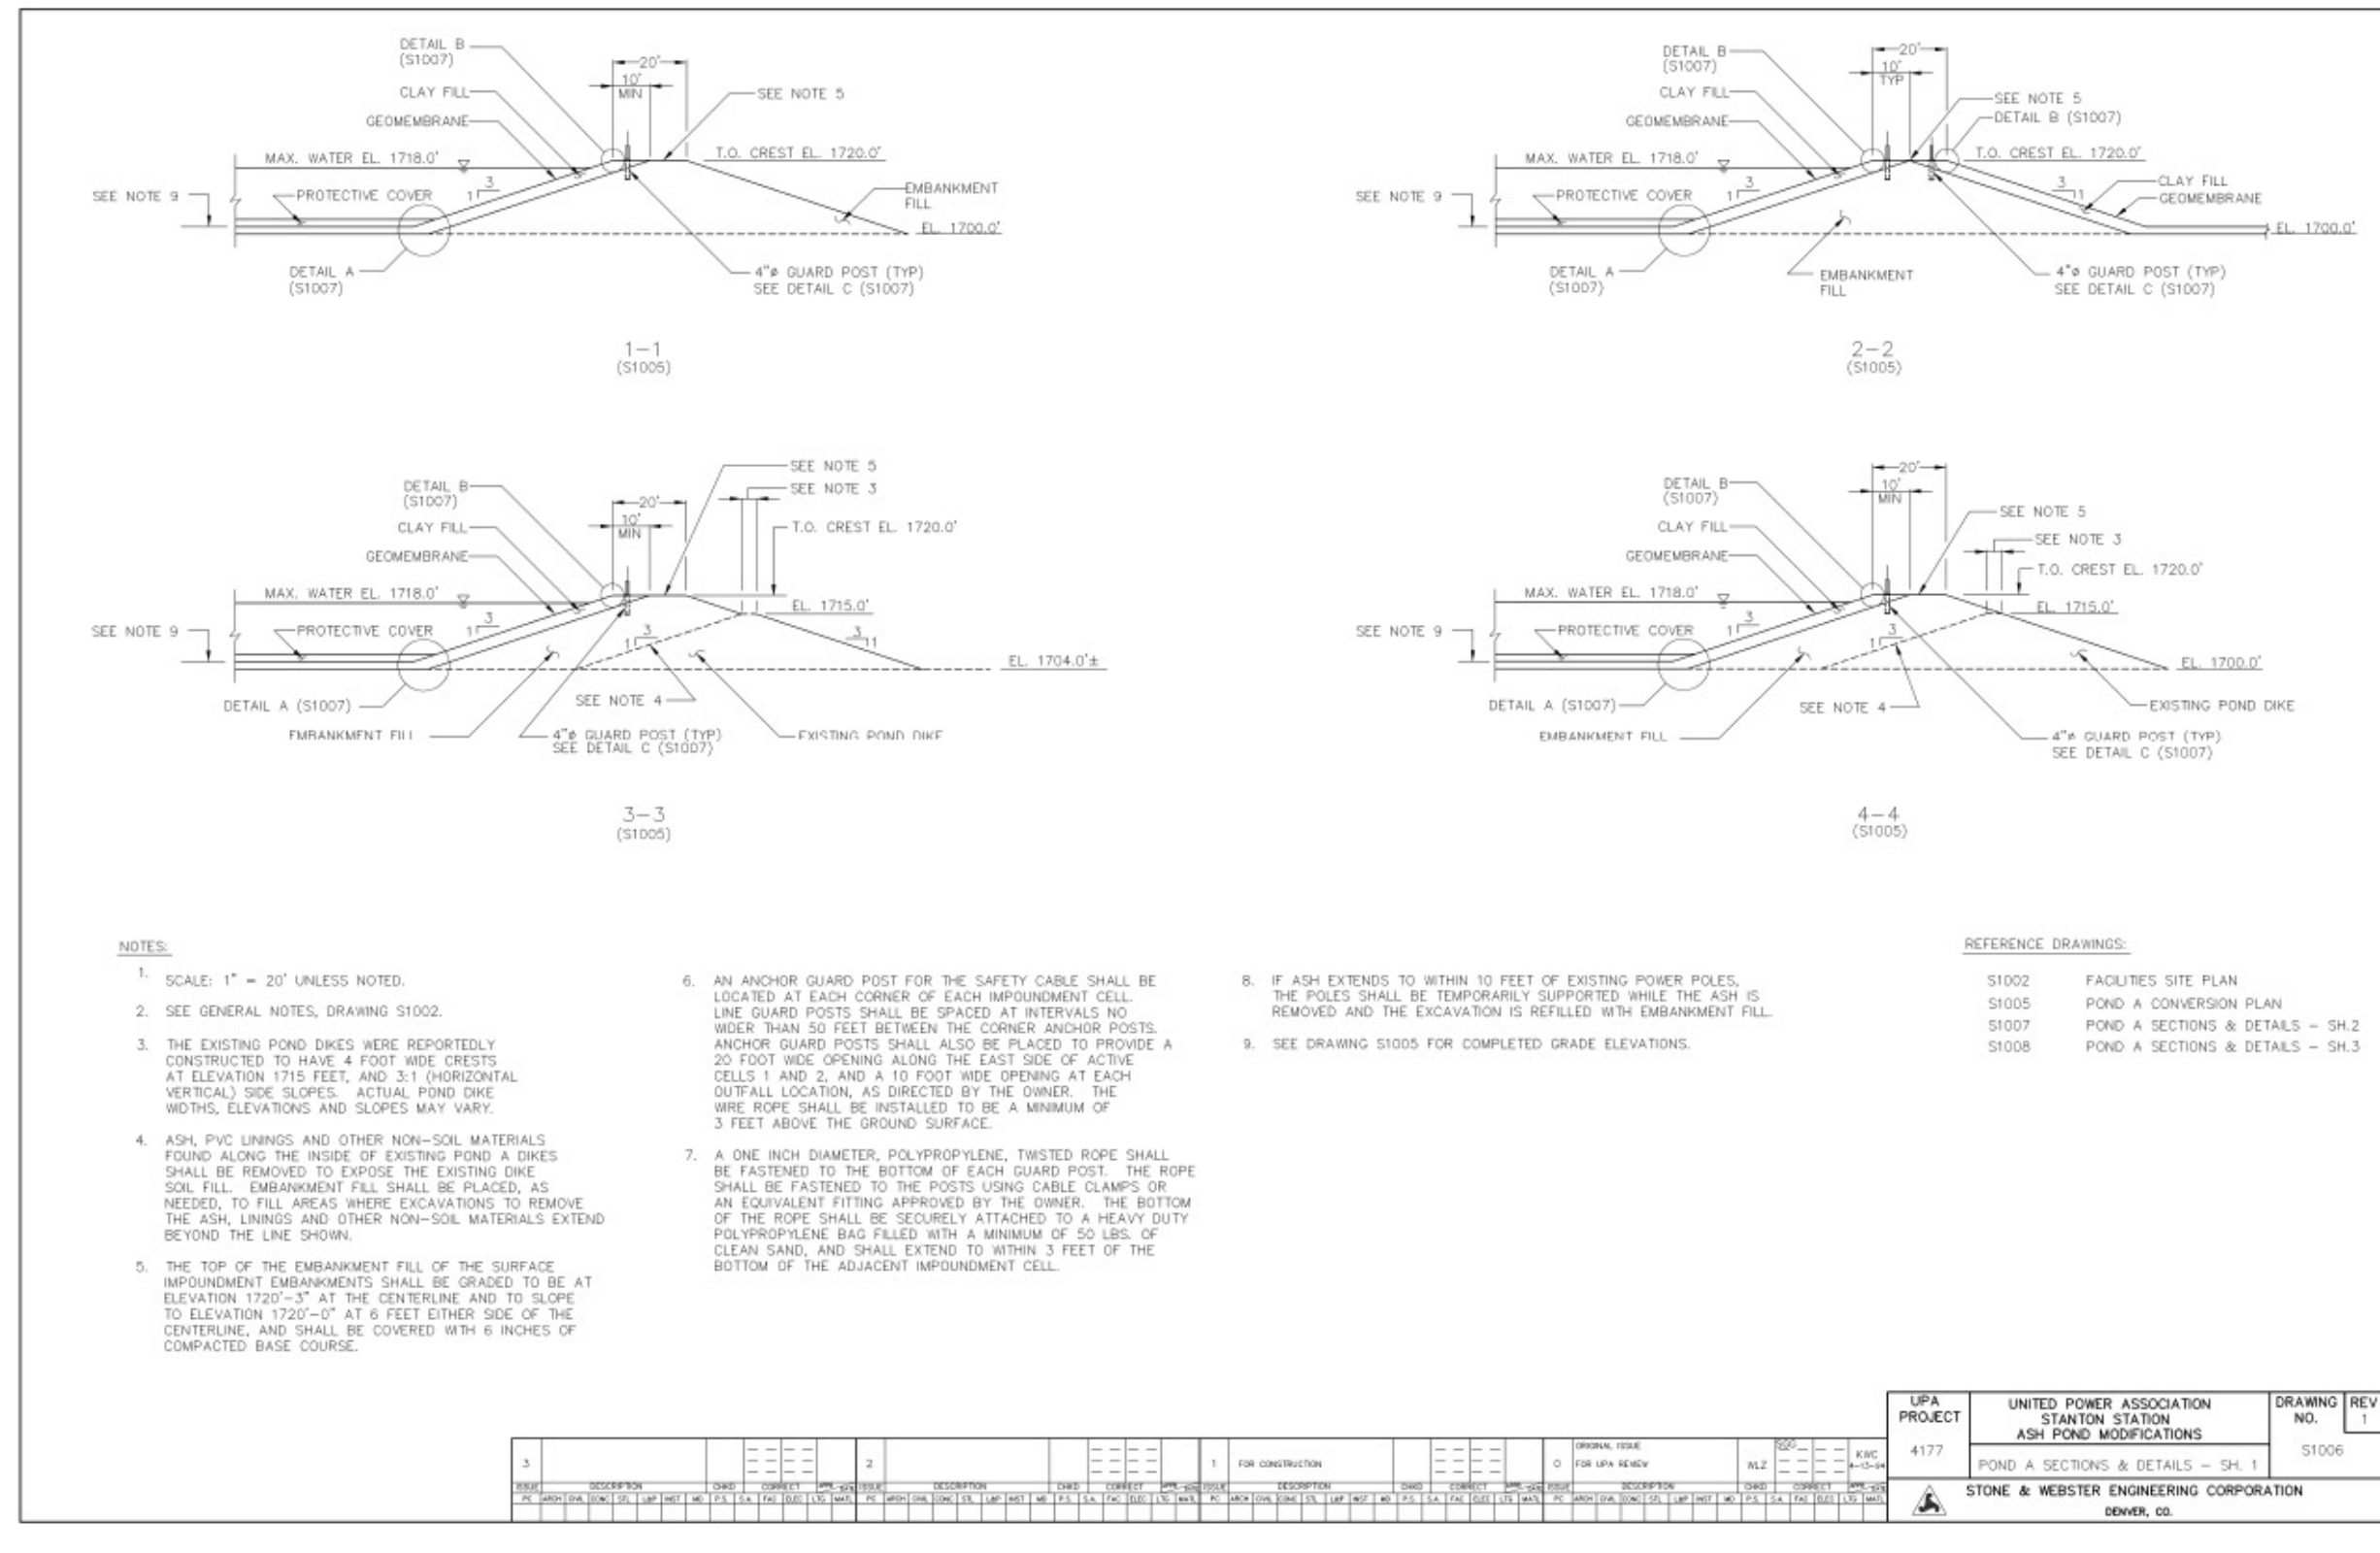 DETAIL B
(S1007)
20'
10'
MIN
CLAY FILL
SEE NOTE 5
GEOMEMBRANE
MAX. WATER EL. 1718.0'
T.O. CREST EL. 1720.0'
SEE NOTE 9
PROTECTIVE COVER
3
1
EMBANKMENT
FILL
EL. 1700.0'
DETAIL A
(S1007)
4"ø GUARD POST (TYP)
SEE DETAIL C (S1007)
1-1
(S1005)
DETAIL B
(S1007)
20'
10'
TYP
CLAY FILL
SEE NOTE 5
DETAIL B (S1007)
GEOMEMBRANE
MAX. WATER EL. 1718.0'
T.O. CREST EL. 1720.0'
SEE NOTE 9
PROTECTIVE COVER
3
1
3
1
CLAY FILL
GEOMEMBRANE
EL. 1700.0'
DETAIL A
(S1007)
EMBANKMENT
FILL
4"ø GUARD POST (TYP)
SEE DETAIL C (S1007)
2-2
(S1005)
SEE NOTE 5
SEE NOTE 3
DETAIL B
(S1007)
20'
10'
MIN
CLAY FILL
T.O. CREST EL. 1720.0'
GEOMEMBRANE
MAX. WATER EL. 1718.0'
EL. 1715.0'
SEE NOTE 9
PROTECTIVE COVER
3
1
3
1
3
1
EL. 1704.0'±
DETAIL A (S1007)
SEE NOTE 4
EMBANKMENT FILL
4"ø GUARD POST (TYP)
SEE DETAIL C (S1007)
EXISTING POND DIKE
3-3
(S1005)
DETAIL B
(S1007)
20'
10'
MIN
SEE NOTE 5
CLAY FILL
SEE NOTE 3
GEOMEMBRANE
T.O. CREST EL. 1720.0'
MAX. WATER EL. 1718.0'
EL. 1715.0'
SEE NOTE 9
PROTECTIVE COVER
3
1
3
1
EL. 1700.0'
DETAIL A (S1007)
SEE NOTE 4
EXISTING POND DIKE
EMBANKMENT FILL
4"ø GUARD POST (TYP)
SEE DETAIL C (S1007)
4-4
(S1005)
NOTES:
1. SCALE: 1" = 20' UNLESS NOTED.
2. SEE GENERAL NOTES, DRAWING S1002.
3. THE EXISTING POND DIKES WERE REPORTEDLY
CONSTRUCTED TO HAVE 4 FOOT WIDE CRESTS
AT ELEVATION 1715 FEET, AND 3:1 (HORIZONTAL
VERTICAL) SIDE SLOPES. ACTUAL POND DIKE
WIDTHS, ELEVATIONS AND SLOPES MAY VARY.
4. ASH, PVC LININGS AND OTHER NON-SOIL MATERIALS
FOUND ALONG THE INSIDE OF EXISTING POND A DIKES
SHALL BE REMOVED TO EXPOSE THE EXISTING DIKE
SOIL FILL. EMBANKMENT FILL SHALL BE PLACED, AS
NEEDED, TO FILL AREAS WHERE EXCAVATIONS TO REMOVE
THE ASH, LININGS AND OTHER NON-SOIL MATERIALS EXTEND
BEYOND THE LINE SHOWN.
5. THE TOP OF THE EMBANKMENT FILL OF THE SURFACE
IMPOUNDMENT EMBANKMENTS SHALL BE GRADED TO BE AT
ELEVATION 1720'-3" AT THE CENTERLINE AND TO SLOPE
TO ELEVATION 1720'-0" AT 6 FEET EITHER SIDE OF THE
CENTERLINE, AND SHALL BE COVERED WITH 6 INCHES OF
COMPACTED BASE COURSE.
6. AN ANCHOR GUARD POST FOR THE SAFETY CABLE SHALL BE
LOCATED AT EACH CORNER OF EACH IMPOUNDMENT CELL.
LINE GUARD POSTS SHALL BE SPACED AT INTERVALS NO
WIDER THAN 50 FEET BETWEEN THE CORNER ANCHOR POSTS.
ANCHOR GUARD POSTS SHALL ALSO BE PLACED TO PROVIDE A
20 FOOT WIDE OPENING ALONG THE EAST SIDE OF ACTIVE
CELLS 1 AND 2, AND A 10 FOOT WIDE OPENING AT EACH
OUTFALL LOCATION, AS DIRECTED BY THE OWNER. THE
WIRE ROPE SHALL BE INSTALLED TO BE A MINIMUM OF
3 FEET ABOVE THE GROUND SURFACE.
7. A ONE INCH DIAMETER, POLYPROPYLENE, TWISTED ROPE SHALL
BE FASTENED TO THE BOTTOM OF EACH GUARD POST. THE ROPE
SHALL BE FASTENED TO THE POSTS USING CABLE CLAMPS OR
AN EQUIVALENT FITTING APPROVED BY THE OWNER. THE BOTTOM
OF THE ROPE SHALL BE SECURELY ATTACHED TO A HEAVY DUTY
POLYPROPYLENE BAG FILLED WITH A MINIMUM OF 50 LBS. OF
CLEAN SAND, AND SHALL EXTEND TO WITHIN 3 FEET OF THE
BOTTOM OF THE ADJACENT IMPOUNDMENT CELL.
8. IF ASH EXTENDS TO WITHIN 10 FEET OF EXISTING POWER POLES,
THE POLES SHALL BE TEMPORARILY SUPPORTED WHILE THE ASH IS
REMOVED AND THE EXCAVATION IS REFILLED WITH EMBANKMENT FILL.
9. SEE DRAWING S1005 FOR COMPLETED GRADE ELEVATIONS.
REFERENCE DRAWINGS:
S1002 FACILITIES SITE PLAN
S1005 POND A CONVERSION PLAN
S1007 POND A SECTIONS & DETAILS - SH.2
S1008 POND A SECTIONS & DETAILS - SH.3
3
2
1 FOR CONSTRUCTION
0 ORIGINAL ISSUE
FOR UPA REVIEW
WLZ
KWC
ISSUE DESCRIPTION CHKD CORRECT
ISSUE DESCRIPTION CHKD CORRECT
ISSUE DESCRIPTION CHKD CORRECT
ISSUE DESCRIPTION CHKD CORRECT
UPA
PROJECT
4177
UNITED POWER ASSOCIATION
STANTON STATION
ASH POND MODIFICATIONS
POND A SECTIONS & DETAILS - SH. 1
DRAWING
NO.
S1006
REV
1
STONE & WEBSTER ENGINEERING CORPORATION
DENVER, CO.